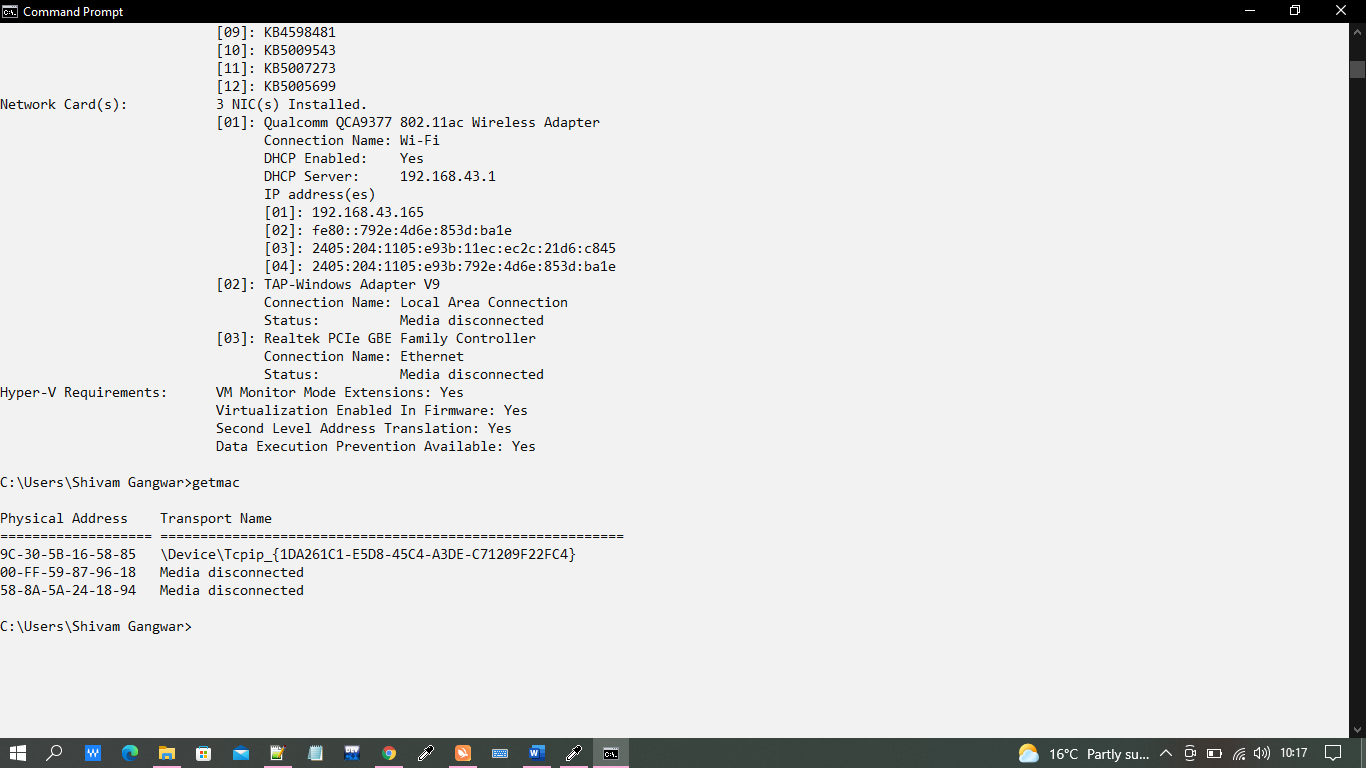 Command Prompt
[09]: KB4598481
[10]: KB5009543
[11]: KB5007273
[12]: KB5005699
Network Card(s):           3 NIC(s) Installed.
[01]: Qualcomm QCA9377 802.11ac Wireless Adapter
Connection Name: Wi-Fi
DHCP Enabled:    Yes
DHCP Server:     192.168.43.1
IP address(es)
[01]: 192.168.43.165
[02]: fe80::792e:4d6e:853d:ba1e
[03]: 2405:204:1105:e93b:11ec:ec2c:21d6:c845
[04]: 2405:204:1105:e93b:792e:4d6e:853d:ba1e
[02]: TAP-Windows Adapter V9
Connection Name: Local Area Connection
Status:          Media disconnected
[03]: Realtek PCIe GBE Family Controller
Connection Name: Ethernet
Status:          Media disconnected
Hyper-V Requirements:      VM Monitor Mode Extensions: Yes
Virtualization Enabled In Firmware: Yes
Second Level Address Translation: Yes
Data Execution Prevention Available: Yes
C:\Users\Shivam Gangwar>getmac
Physical Address    Transport Name
=================== ==========================================================
9C-30-5B-16-58-85   \Device\Tcpip_{1DA261C1-E5D8-45C4-A3DE-C71209F22FC4}
00-FF-59-87-96-18   Media disconnected
58-8A-5A-24-18-94   Media disconnected
C:\Users\Shivam Gangwar>
16°C Partly su... 10:17